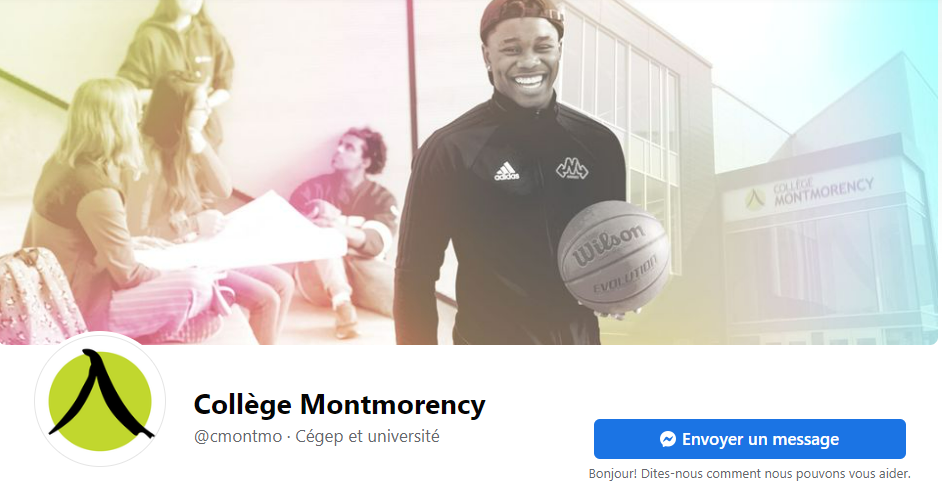 adidas
Wilson
EVOLUTION
COLLÈGE
MONTMORENCY
Collège Montmorency
@cmontmo · Cégep et université
Envoyer un message
Bonjour! Dites-nous comment nous pouvons vous aider.